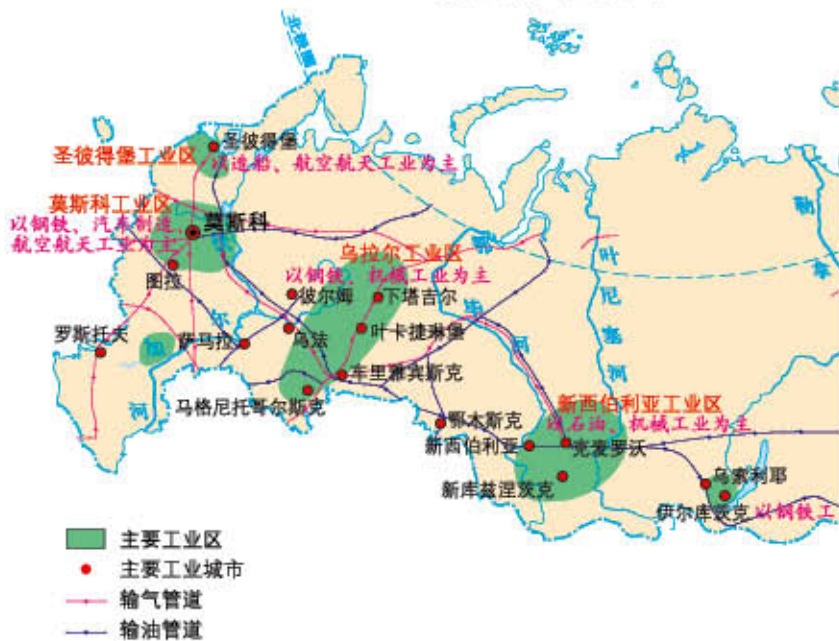 北极圈
圣彼得堡
圣彼得堡工业区
以造船、航空航天工业为主
莫斯科工业区
莫斯科
以钢铁、汽车制造、
航空航天工业为主
图拉
乌拉尔工业区
以钢铁、机械工业为主
彼尔姆
下塔吉尔
罗斯托夫
萨马拉
乌法
叶卡捷琳堡
车里雅宾斯克
马格尼托哥尔斯克
伏
尔
加
河
鄂
毕
河
叶
尼
塞
河
勒
拿
新西伯利亚工业区
以石油、机械工业为主
鄂木斯克
新西伯利亚
克麦罗沃
新库兹涅茨克
乌索利耶
伊尔库茨克
以钢铁工
主要工业区
主要工业城市
输气管道
输油管道